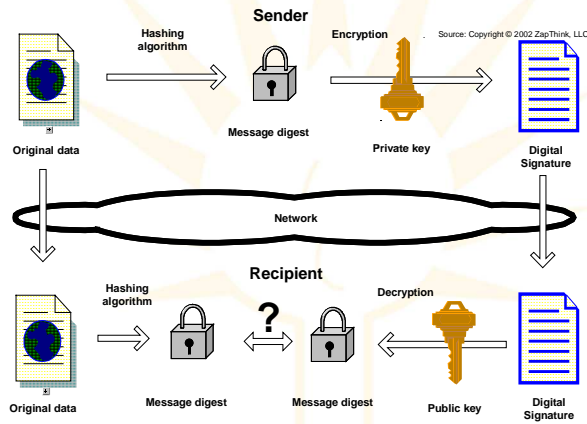 Sender
Hashing
algorithm
Encryption
Source: Copyright © 2002 ZapThink, LLC
Message digest
Private key
Original data
Digital
Signature
Network
Recipient
Hashing
algorithm
Decryption
?
Message digest
Message digest
Original data
Public key
Digital
Signature